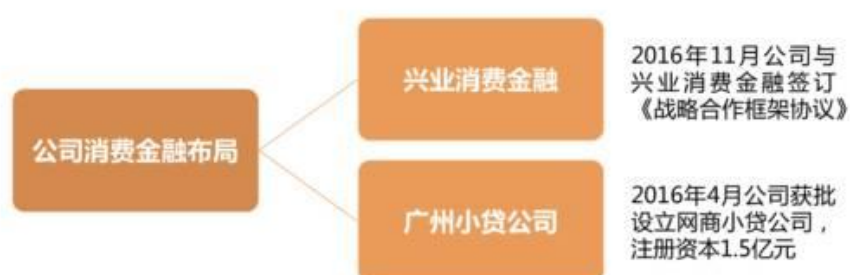 公司消费金融布局
兴业消费金融
2016年11月公司与
兴业消费金融签订
《战略合作框架协议》
广州小贷公司
2016年4月公司获批
设立网商小贷公司，
注册资本1.5亿元